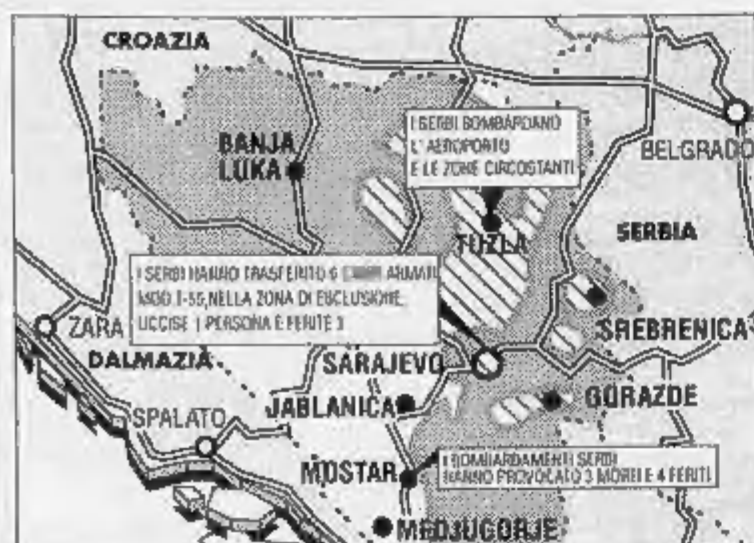 CROAZIA
I SERBI BOMBARDANO
L'AEROPORTO
E LE ZONE CIRCOSTANTI
BELGRADO
BANJA
LUKA
TUZLA
SERBIA
I SERBI HANNO TRASFERITO 6 ARMATI
MOD. T-55, NELLA ZONA DI ESCLUSIONE.
UCCISE 1 PERSONA E FERITE 3
ZARA
DALMAZIA
SARAJEVO
SREBRENICA
JABLANICA
GORAZDE
SPALATO
MOSTAR
I BOMBARDAMENTI SERBI
HANNO PROVOCATO 3 MORTI E 4 FERITI
MEDJUGORJE